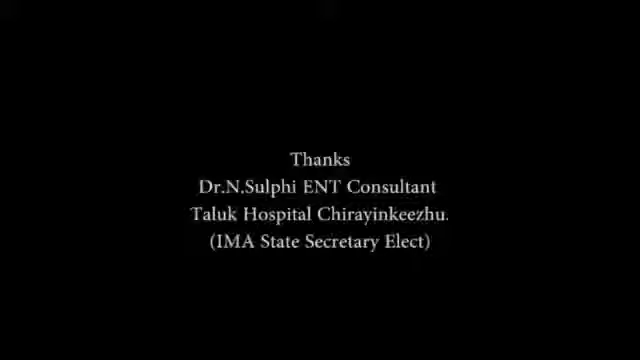 Thanks
Dr.N.Sulphi ENT Consultant
Taluk Hospital Chirayinkeezhu.
(IMA State Secretary Elect)